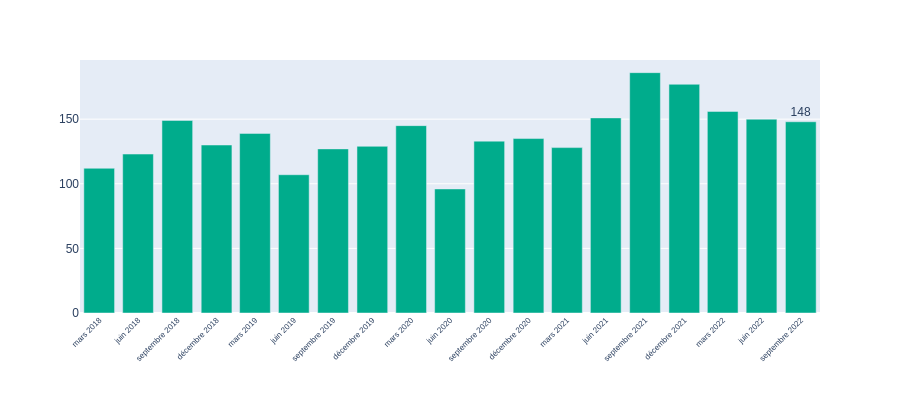 148
150
100
50
0
mars 2018
juin 2018
septembre 2018
décembre 2018
mars 2019
juin 2019
septembre 2019
décembre 2019
mars 2020
juin 2020
septembre 2020
décembre 2020
mars 2021
juin 2021
septembre 2021
décembre 2021
mars 2022
juin 2022
septembre 2022